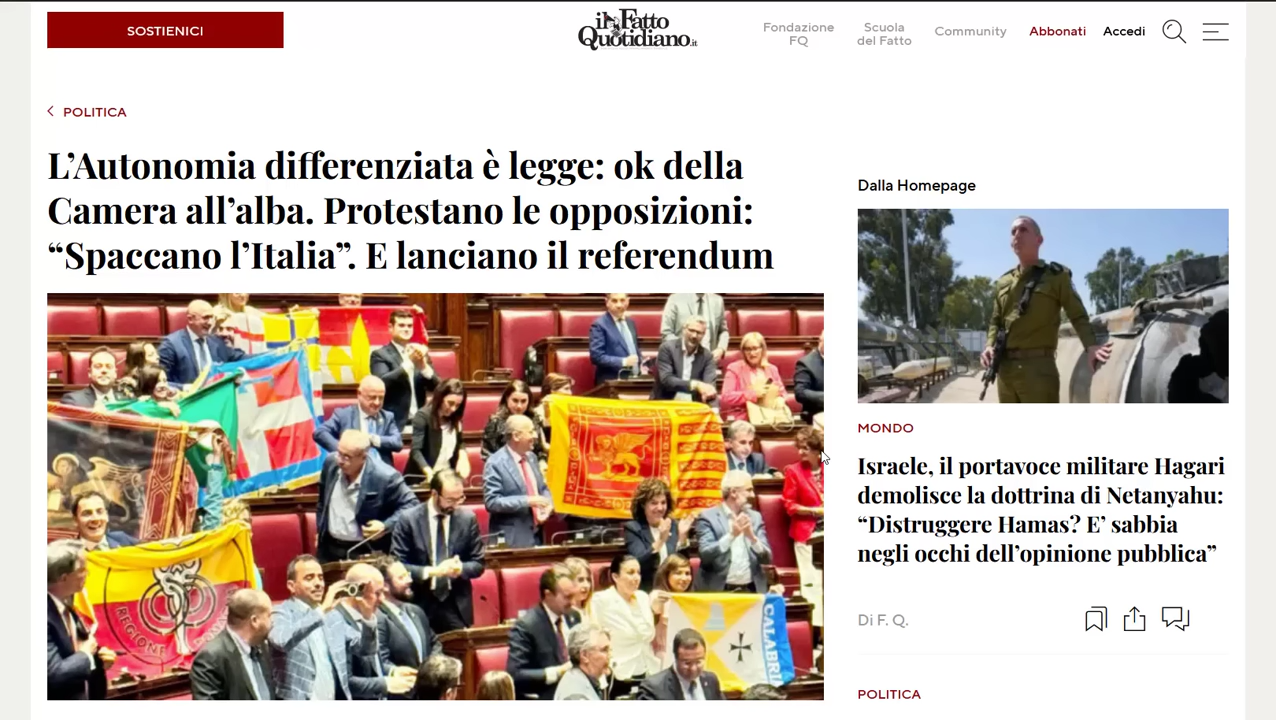 SOSTIENICI
il Fatto
Quotidiano.it
Fondazione
FQ
Scuola
del Fatto
Community
Abbonati
Accedi
POLITICA
L’Autonomia differenziata è legge: ok della
Camera all’alba. Protestano le opposizioni:
“Spaccano l’Italia”. E lanciano il referendum
REGIONE
CALABRI
Dalla Homepage
MONDO
Israele, il portavoce militare Hagari
demolisce la dottrina di Netanyahu:
“Distruggere Hamas? E’ sabbia
negli occhi dell’opinione pubblica”
Di F. Q.
POLITICA